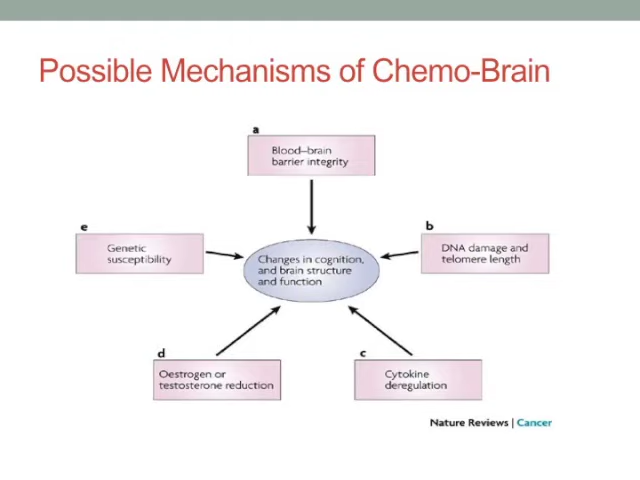 Possible Mechanisms of Chemo-Brain
a
Blood–brain
barrier integrity
e
Genetic
susceptibility
b
DNA damage and
telomere length
Changes in cognition,
and brain structure
and function
d
Oestrogen or
testosterone reduction
c
Cytokine
deregulation
Nature Reviews | Cancer